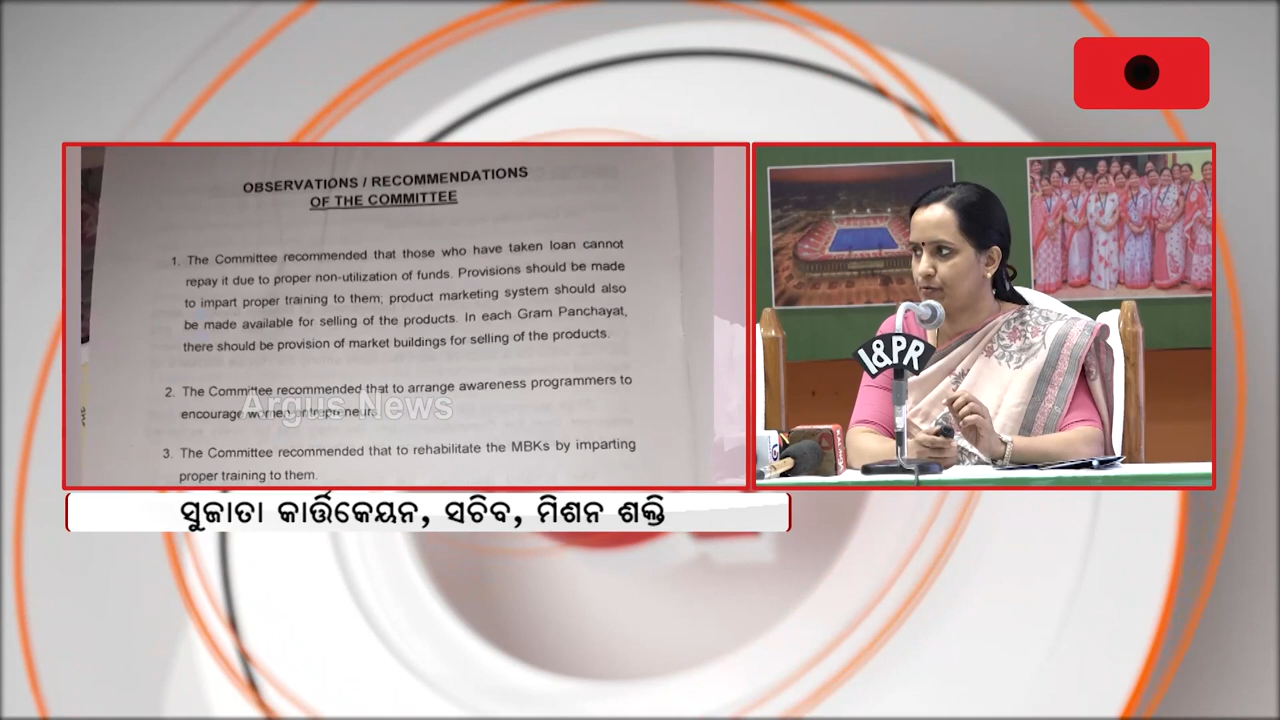 OBSERVATIONS / RECOMMENDATIONS
OF THE COMMITTEE
1. The Committee recommended that those who have taken loan cannot
repay it due to proper non-utilization of funds. Provisions should be made
to impart proper training to them; product marketing system should also
be made available for selling of the products. In each Gram Panchayat,
there should be provision of market buildings for selling of the products.
2. The Committee recommended that to arrange awareness programmers to
encourage women entrepreneurs.
Argus News
3. The Committee recommended that to rehabilitate the MBKs by imparting
proper training to them.
I&PR
ସୁଜାତା କାର୍ତ୍ତିକେୟନ, ସଚିବ, ମିଶନ ଶକ୍ତି